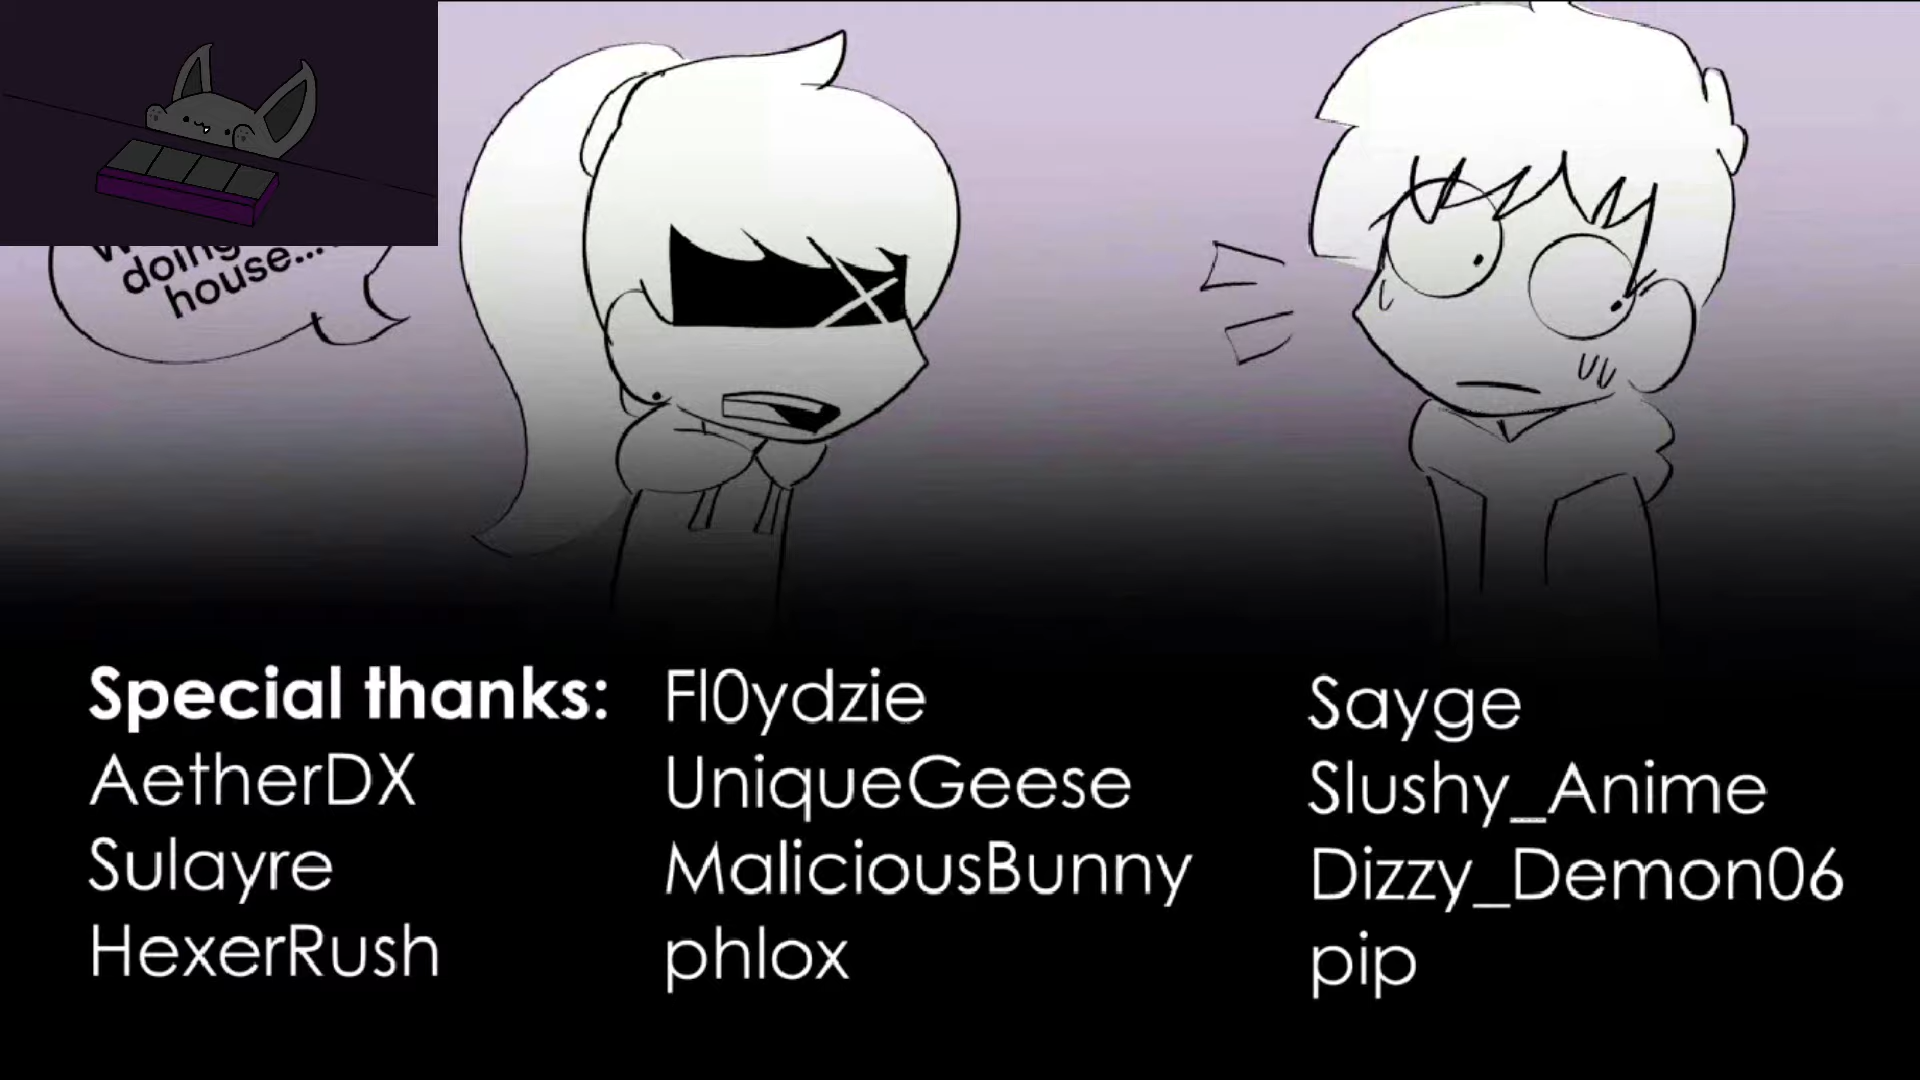 doing
house...
Special thanks:
AetherDX
Sulayre
HexerRush
Fl0ydzie
UniqueGeese
MaliciousBunny
phlox
Sayge
Slushy_Anime
Dizzy_Demon06
pip